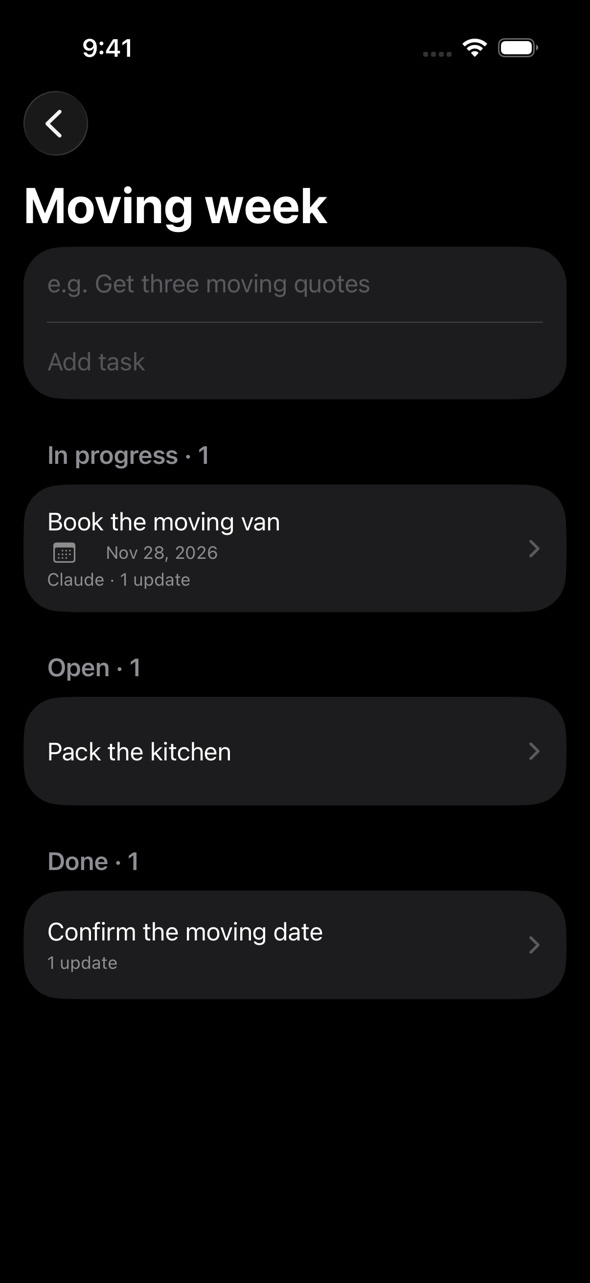 9:41
Moving week
e.g. Get three moving quotes
Add task
In progress · 1
Book the moving van
Nov 28, 2026
Claude · 1 update
Open · 1
Pack the kitchen
Done · 1
Confirm the moving date
1 update